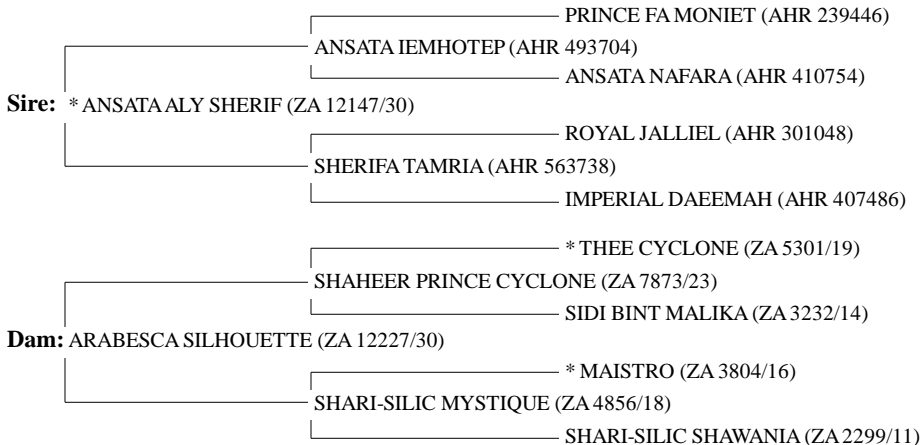 PRINCE FA MONIET (AHR 239446)
ANSATA IEMHOTEP (AHR 493704)
ANSATA NAFARA (AHR 410754)
Sire: * ANSATA ALY SHERIF (ZA 12147/30)
ROYAL JALLIEL (AHR 301048)
SHERIFA TAMRIA (AHR 563738)
IMPERIAL DAEEMAH (AHR 407486)
* THEE CYCLONE (ZA 5301/19)
SHAHEER PRINCE CYCLONE (ZA 7873/23)
SIDI BINT MALIKA (ZA 3232/14)
Dam: ARABESCA SILHOUETTE (ZA 12227/30)
* MAISTRO (ZA 3804/16)
SHARI-SILIC MYSTIQUE (ZA 4856/18)
SHARI-SILIC SHAWANIA (ZA 2299/11)